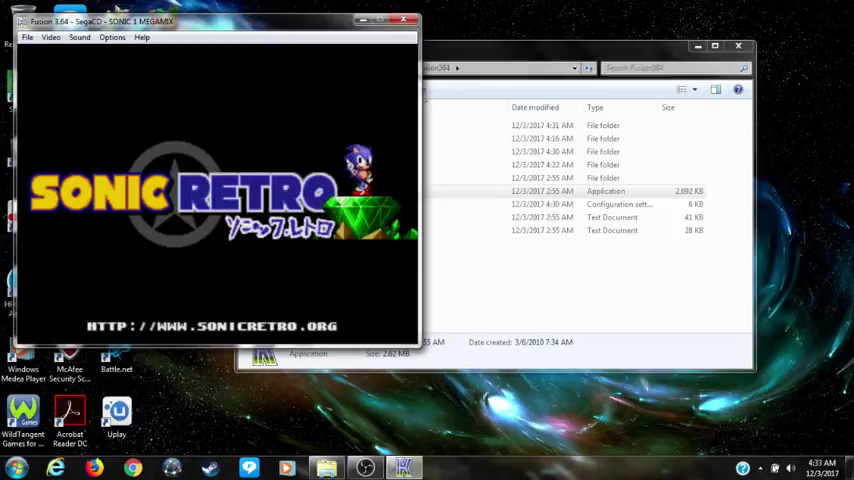 Fusion 3.64 - SegaCD - SONIC 1 MEGAMIX
File Video Sound Options Help
SONIC RETRO
ソニック.レトロ
HTTP://WWW.SONICRETRO.ORG
Search Fusion364
Date modified Type Size
12/3/2017 4:31 AM File folder
12/3/2017 4:16 AM File folder
12/3/2017 4:30 AM File folder
12/3/2017 4:22 AM File folder
12/3/2017 2:55 AM File folder
12/3/2017 2:55 AM Application 2,692 KB
12/3/2017 4:30 AM Configuration sett... 6 KB
12/3/2017 2:55 AM Text Document 41 KB
12/3/2017 2:55 AM Text Document 28 KB
Date created: 3/6/2010 7:34 AM
Application Size: 2.62 MB
Windows Media Player
McAfee Security Sc...
Battle.net
WildTangent Games for ...
Acrobat Reader DC
Uplay
4:33 AM
12/3/2017